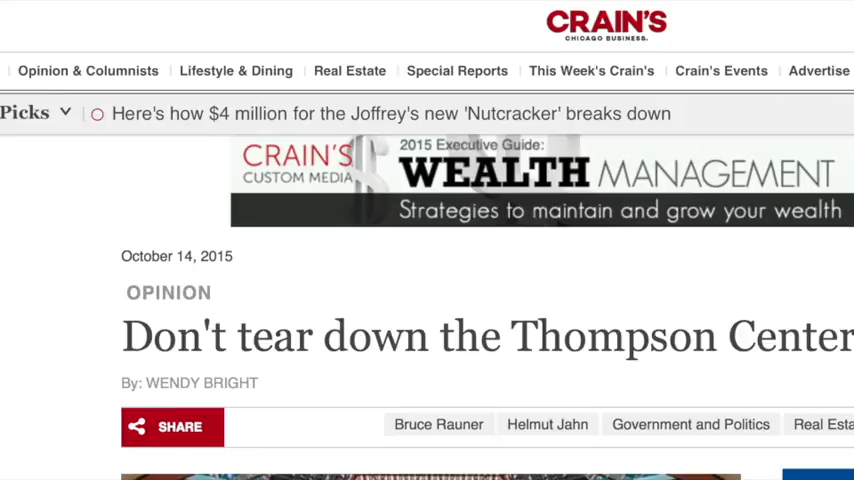 CRAIN'S
CHICAGO BUSINESS.
Opinion & Columnists Lifestyle & Dining Real Estate Special Reports This Week's Crain's Crain's Events Advertise
Picks Here's how $4 million for the Joffrey's new 'Nutcracker' breaks down
CRAIN'S
CUSTOM MEDIA
2015 Executive Guide:
WEALTH MANAGEMENT
Strategies to maintain and grow your wealth
October 14, 2015
OPINION
Don't tear down the Thompson Center
By: WENDY BRIGHT
SHARE
Bruce Rauner Helmut Jahn Government and Politics Real Esta